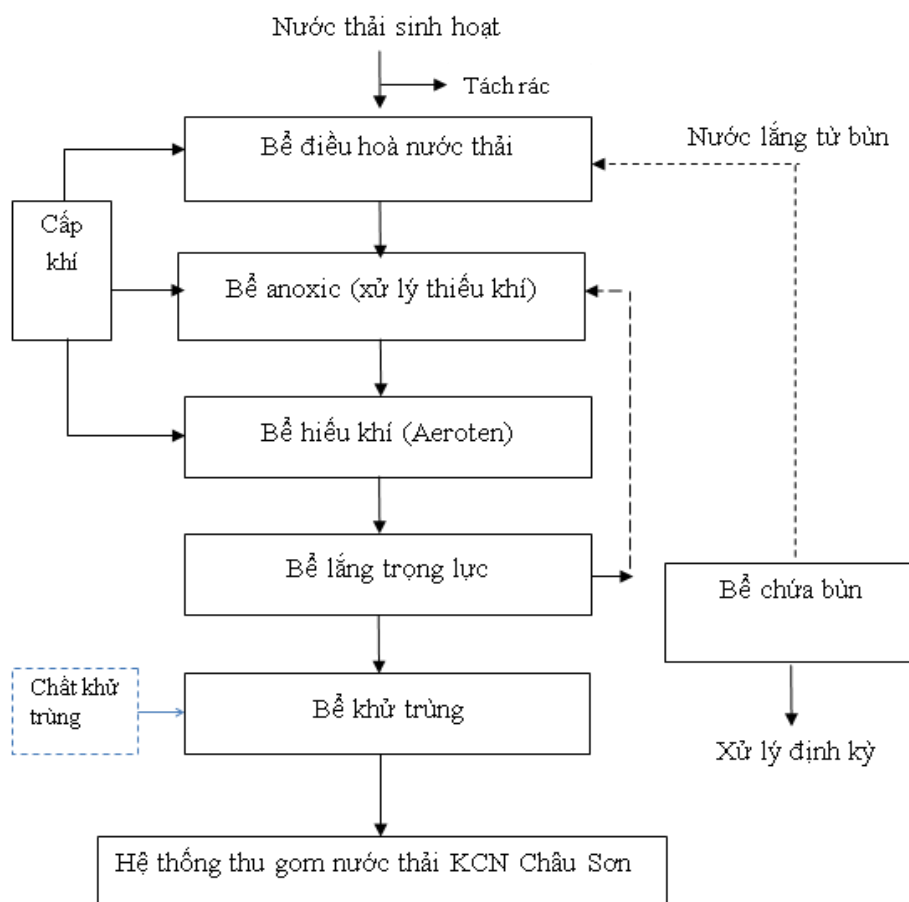 Nước thải sinh hoạt
Tách rác
Bể điều hoà nước thải
Nước lắng từ bùn
Cấp
khí
Bể anoxic (xử lý thiếu khí)
Bể hiếu khí (Aeroten)
Bể lắng trọng lực
Bể chứa bùn
Chất khử
trùng
Bể khử trùng
Xử lý định kỳ
Hệ thống thu gom nước thải KCN Châu Sơn